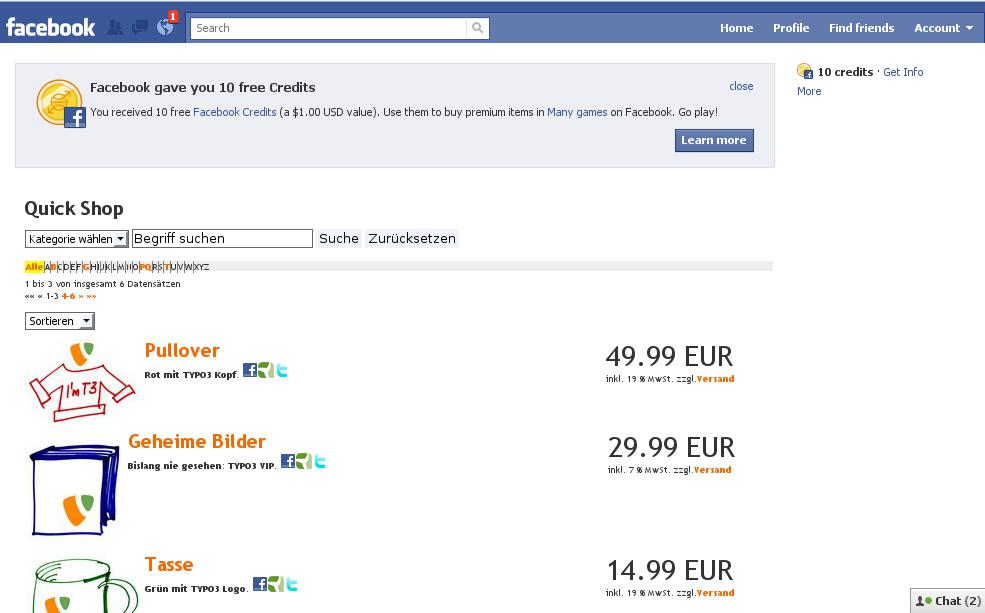 facebook
1
Search
Home Profile Find friends Account
Facebook gave you 10 free Credits
close
You received 10 free Facebook Credits (a $1.00 USD value). Use them to buy premium items in Many games on Facebook. Go play!
Learn more
10 credits · Get Info
More
Quick Shop
Kategorie wählen Begriff suchen Suche Zurücksetzen
Alle A B C D E F G H I J K L M N O P Q R S T U V W X Y Z
1 bis 3 von insgesamt 6 Datensätzen
«« « 1-3 4-6 » »»
Sortieren
I'm T3
Pullover
49.99 EUR
Rot mit TYPO3 Kopf.
inkl. 19 % MwSt. zzgl.Versand
Geheime Bilder
29.99 EUR
Bislang nie gesehen: TYPO3 VIP.
inkl. 7 % MwSt. zzgl.Versand
Tasse
14.99 EUR
Grün mit TYPO3 Logo.
inkl. 19 % MwSt. zzgl.Versand
Chat (2)